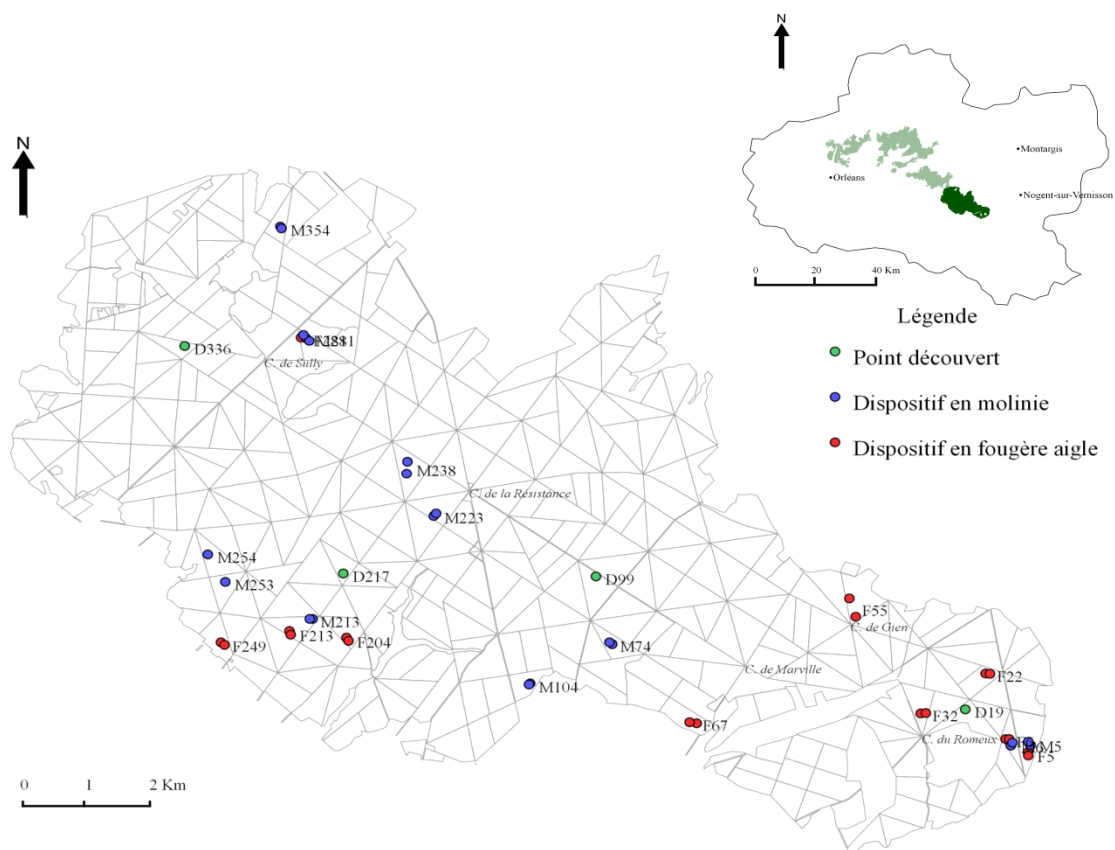 N
Montargis
Orléans
Nogent-sur-Vernisson
0 20 40 Km
Légende
Point découvert
Dispositif en molinie
Dispositif en fougère aigle
N
M354
D336
C. de Sully
M238
C. de la Résistance
M223
M254
M253
D217
D99
M213
F213
F204
F249
F55
C. de Gien
M74
C. de Marville
M104
F22
F67
F32
D19
C. du Romeux
M5
F5
0 1 2 Km